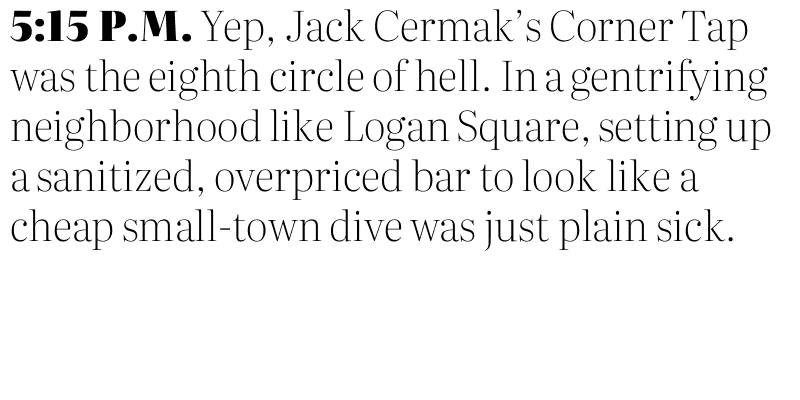 5:15 P.M. Yep, Jack Cermak’s Corner Tap
was the eighth circle of hell. In a gentrifying
neighborhood like Logan Square, setting up
a sanitized, overpriced bar to look like a
cheap small-town dive was just plain sick.